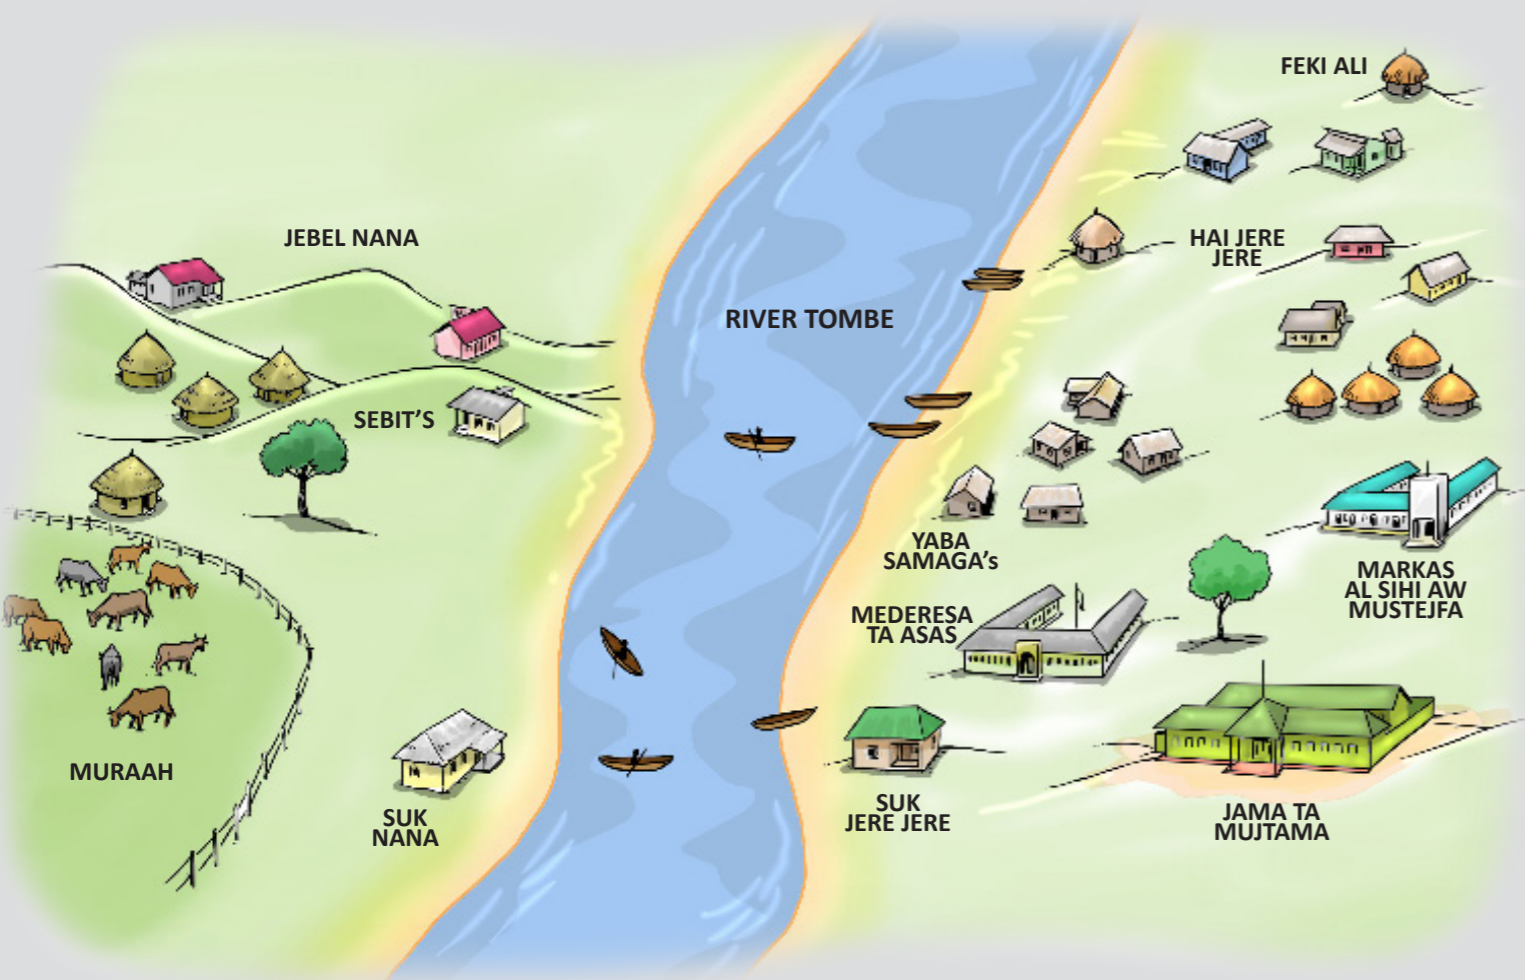 FEKI ALI
JEBEL NANA
HAI JERE
JERE
RIVER TOMBE
SEBIT'S
YABA
SAMAGA's
MARKAS
AL SIHI AW
MUSTEJFA
MEDERESA
TA ASAS
MURAAH
SUK
NANA
SUK
JERE JERE
JAMA TA
MUJTAMA